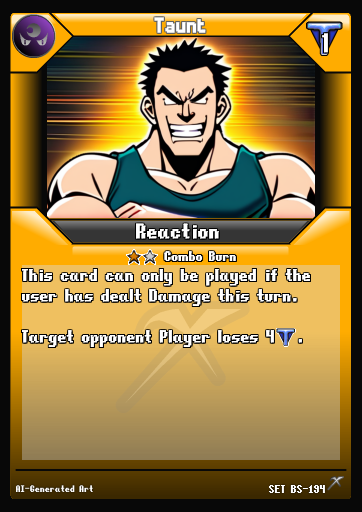 Taunt
1
Reaction
Combo Burn
This card can only be played if the
user has dealt Damage this turn.
Target opponent Player loses 4.
AI-Generated Art
SET BS-194